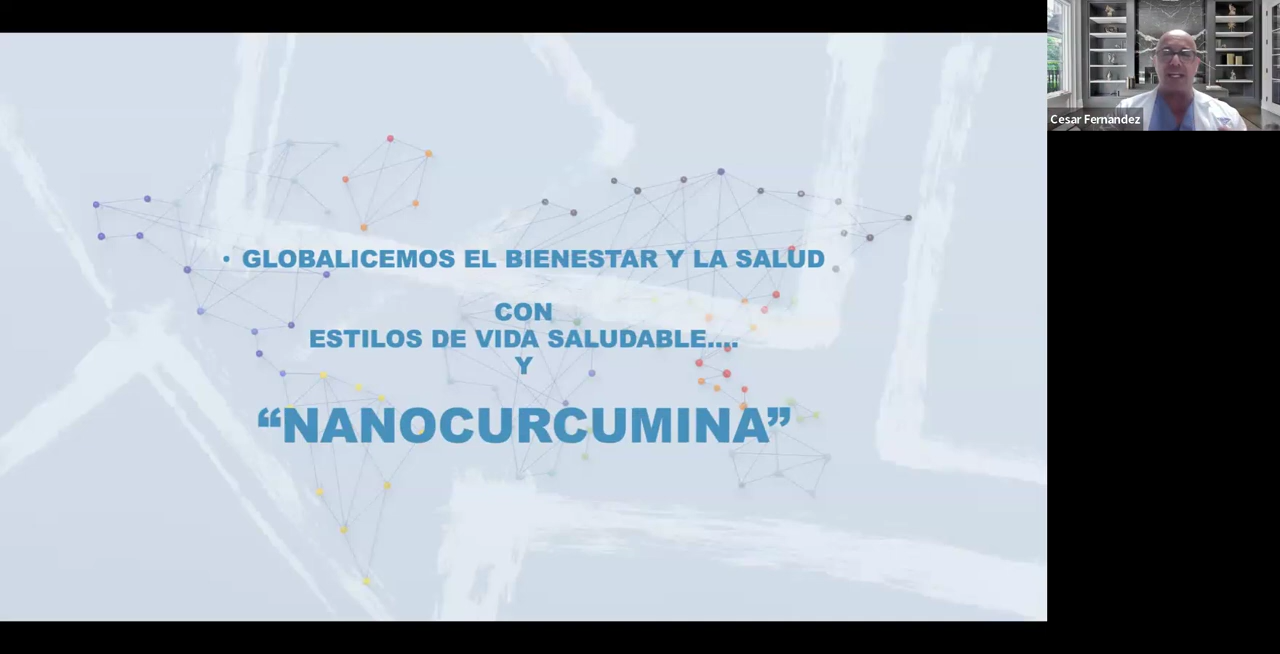 • GLOBALICEMOS EL BIENESTAR Y LA SALUD
CON
ESTILOS DE VIDA SALUDABLE....
Y
“NANOCURCUMINA”
Cesar Fernandez